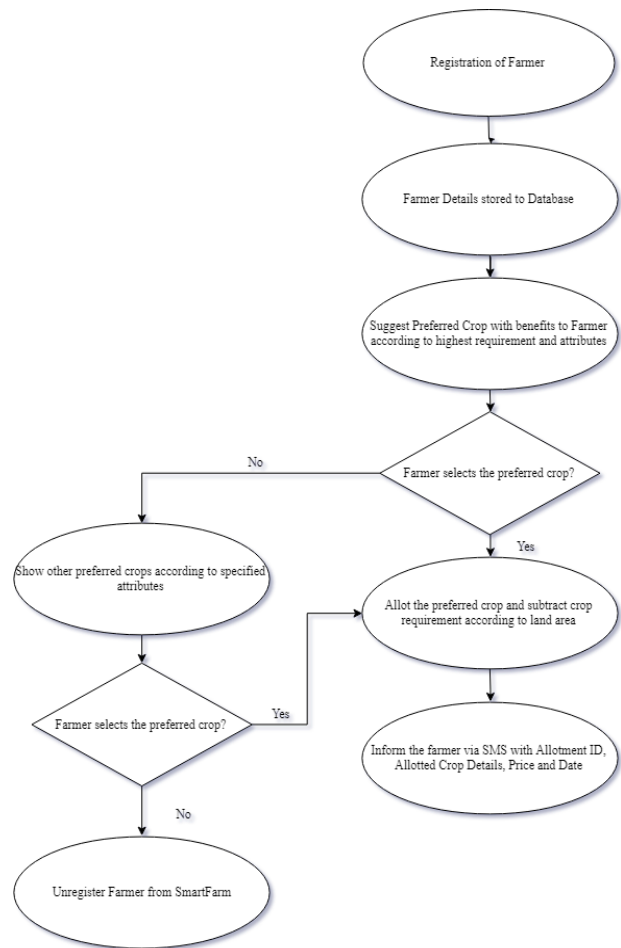 Registration of Farmer
Farmer Details stored to Database
Suggest Preferred Crop with benefits to Farmer
according to highest requirement and attributes
Farmer selects the preferred crop?
No
Yes
Show other preferred crops according to specified
attributes
Allot the preferred crop and subtract crop
requirement according to land area
Farmer selects the preferred crop?
Yes
Inform the farmer via SMS with Allotment ID,
Allotted Crop Details, Price and Date
No
Unregister Farmer from SmartFarm